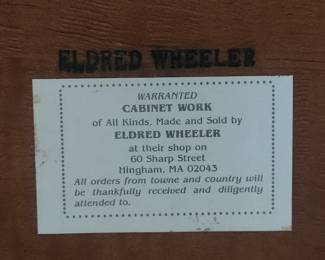 ELDRED WHEELER
WARRANTED
CABINET WORK
of All Kinds. Made and Sold by
ELDRED WHEELER
at their shop on
60 Sharp Street
Hingham, MA 02043
All orders from towne and country will
be thankfully received and diligently
attended to.